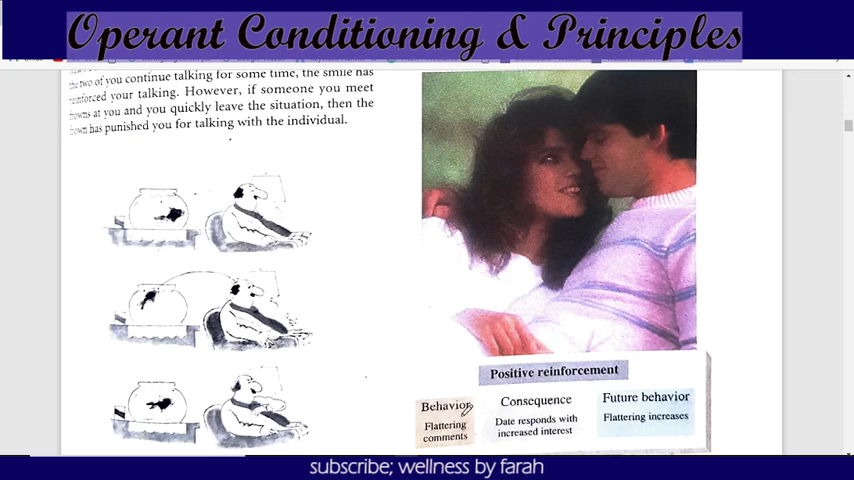 Operant Conditioning & Principles
the two of you continue talking for some time, the smile has
reinforced your talking. However, if someone you meet
frowns at you and you quickly leave the situation, then the
frown has punished you for talking with the individual.
Positive reinforcement
Behavior
Flattering
comments
Consequence
Date responds with
increased interest
Future behavior
Flattering increases
subscribe; wellness by farah